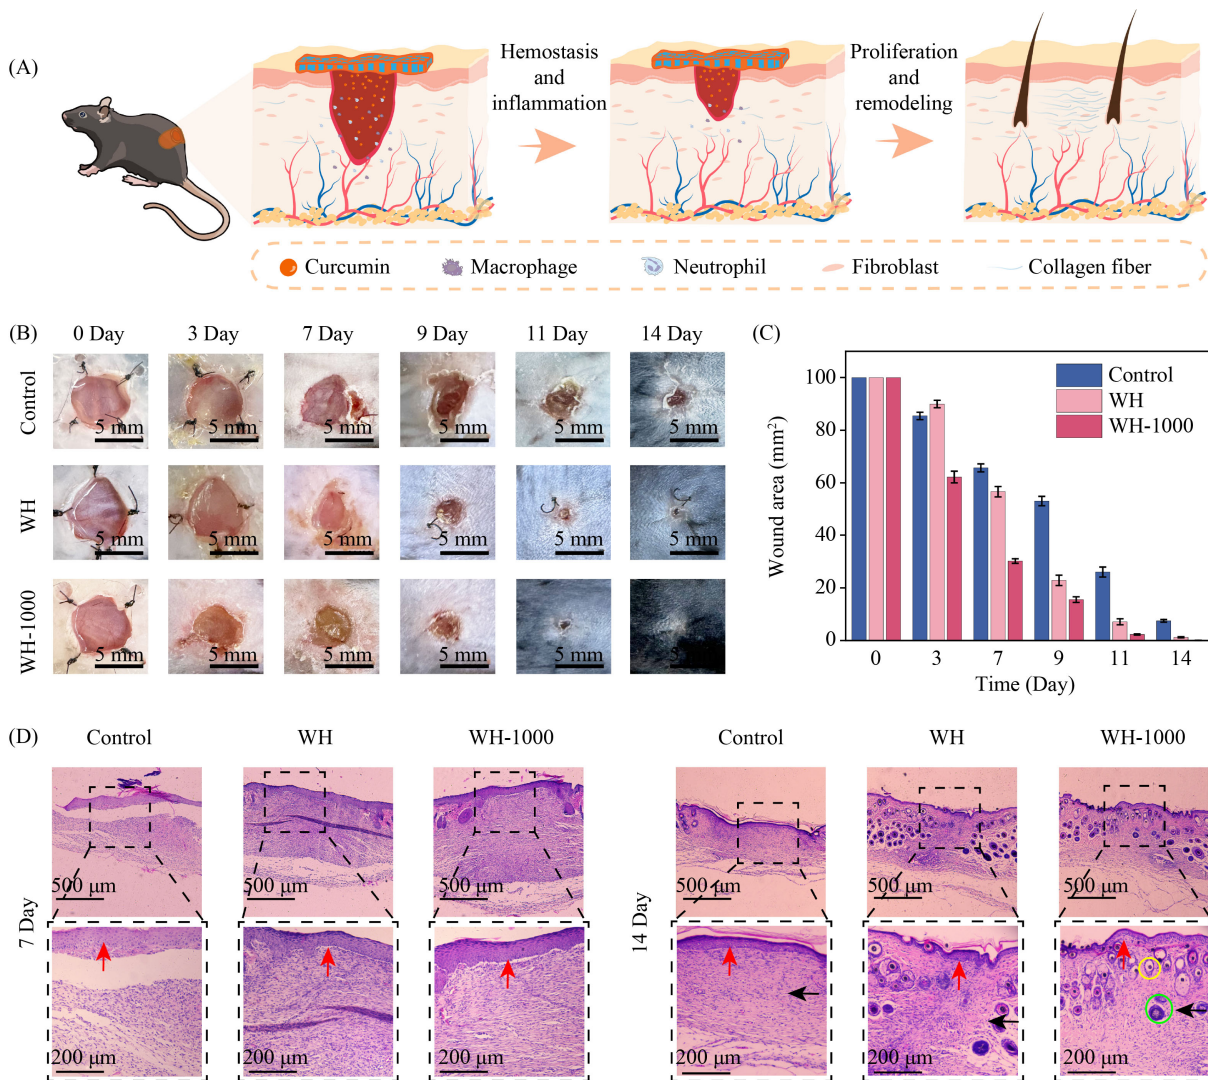 (A)
Hemostasis
and
inflammation
Proliferation
and
remodeling
Curcumin
Macrophage
Neutrophil
Fibroblast
Collagen fiber
(B)
0 Day
3 Day
7 Day
9 Day
11 Day
14 Day
Control
5 mm
5 mm
5 mm
5 mm
5 mm
5 mm
WH
5 mm
5 mm
5 mm
5 mm
5 mm
5 mm
WH-1000
5 mm
5 mm
5 mm
5 mm
5 mm
5 mm
(C)
Wound area (mm²)
100
80
60
40
20
0
Control
WH
WH-1000
0
3
7
9
11
14
Time (Day)
(D)
Control
WH
WH-1000
Control
WH
WH-1000
7 Day
500 μm
500 μm
500 μm
200 μm
200 μm
200 μm
14 Day
500 μm
500 μm
500 μm
200 μm
200 μm
200 μm